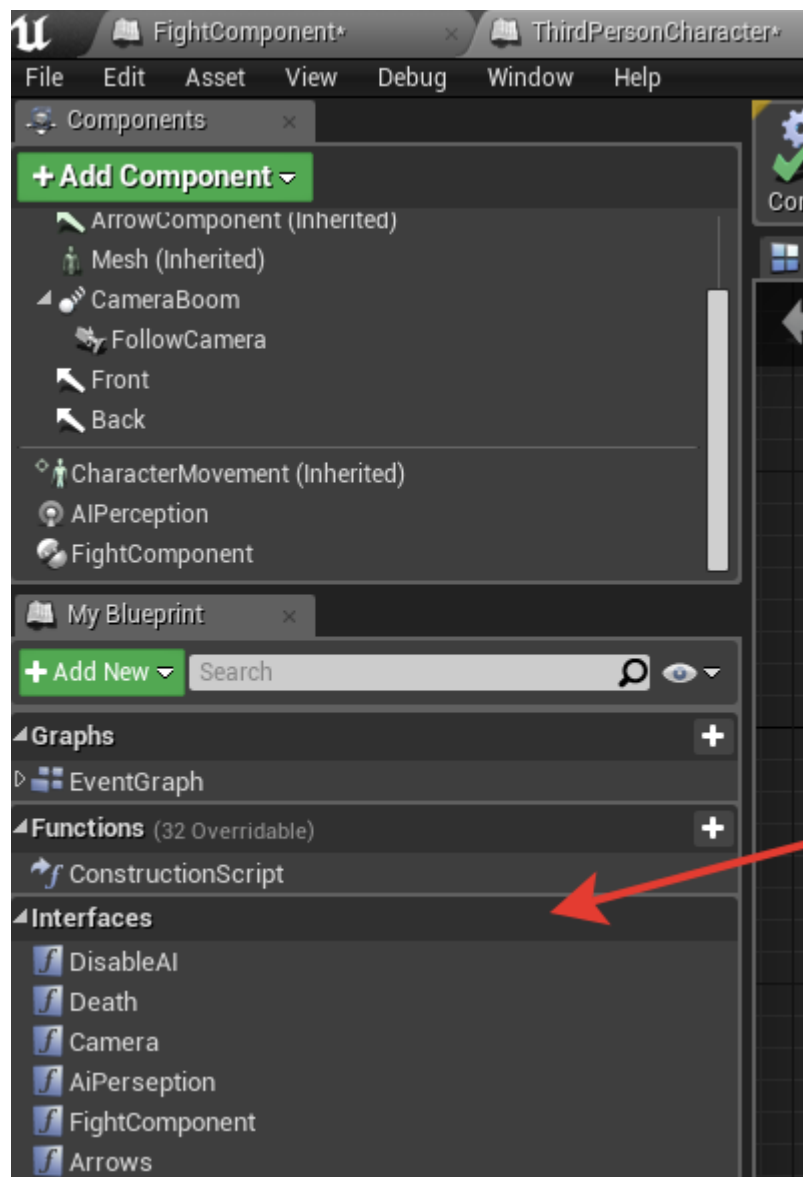 FightComponent* ThirdPersonCharacter*
File Edit Asset View Debug Window Help
Components
+ Add Component
ArrowComponent (Inherited)
Mesh (Inherited)
CameraBoom
FollowCamera
Front
Back
CharacterMovement (Inherited)
AIPerception
FightComponent
My Blueprint
+ Add New Search
Graphs
EventGraph
Functions (32 Overridable)
ConstructionScript
Interfaces
DisableAI
Death
Camera
AiPerseption
FightComponent
Arrows